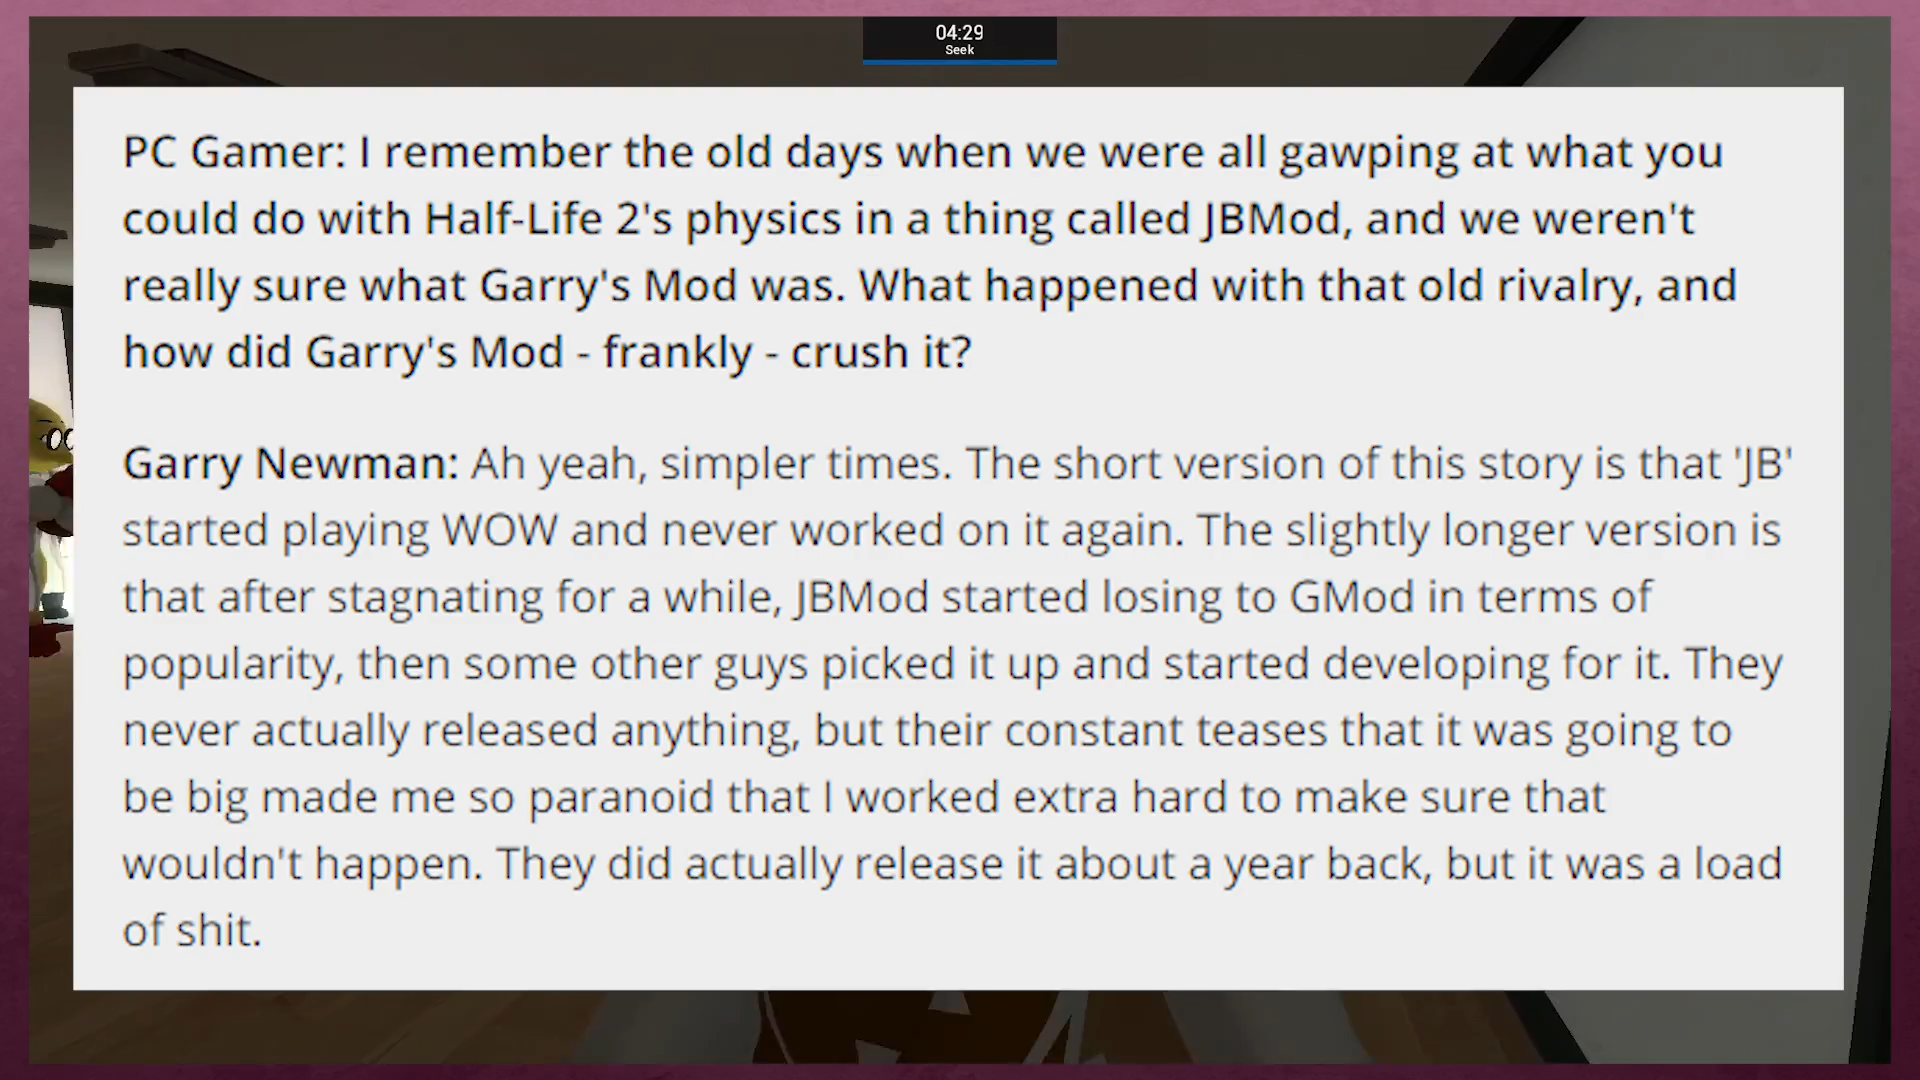 04:29
Seek
PC Gamer: I remember the old days when we were all gawping at what you
could do with Half-Life 2's physics in a thing called JBMod, and we weren't
really sure what Garry's Mod was. What happened with that old rivalry, and
how did Garry's Mod - frankly - crush it?
Garry Newman: Ah yeah, simpler times. The short version of this story is that 'JB'
started playing WOW and never worked on it again. The slightly longer version is
that after stagnating for a while, JBMod started losing to GMod in terms of
popularity, then some other guys picked it up and started developing for it. They
never actually released anything, but their constant teases that it was going to
be big made me so paranoid that I worked extra hard to make sure that
wouldn't happen. They did actually release it about a year back, but it was a load
of shit.